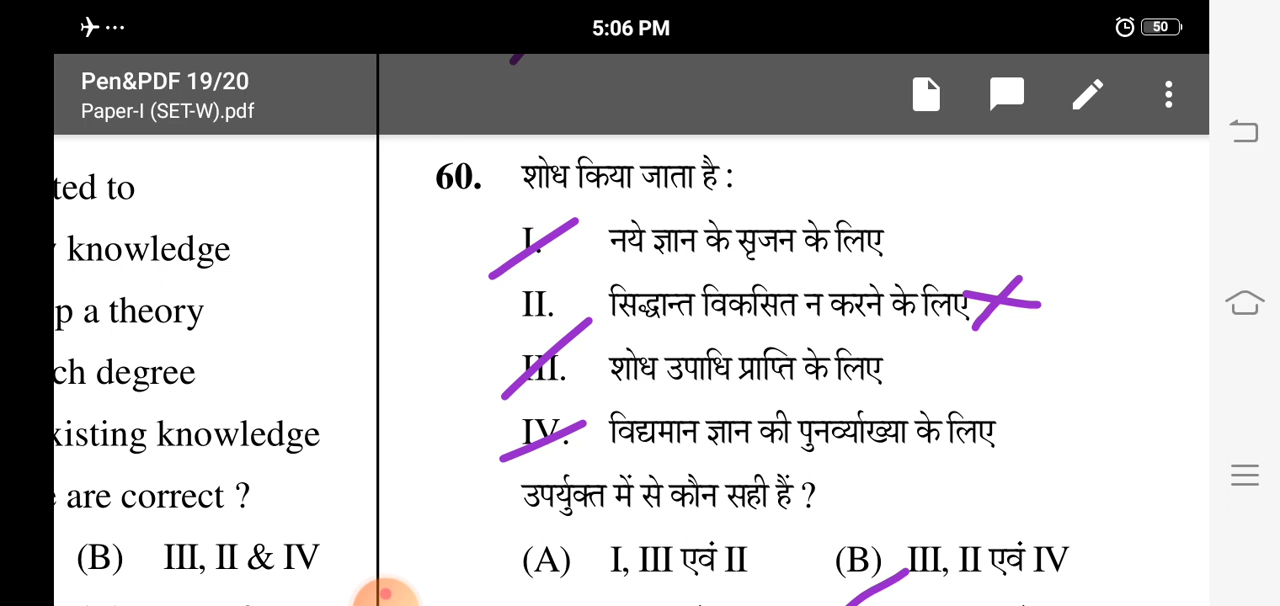 5:06 PM
50
Pen&PDF 19/20
Paper-I (SET-W).pdf
ted to
knowledge
p a theory
ch degree
xisting knowledge
are correct ?
(B) III, II & IV
60. शोध किया जाता है :
I. नये ज्ञान के सृजन के लिए
II. सिद्धान्त विकसित न करने के लिए
III. शोध उपाधि प्राप्ति के लिए
IV. विद्यमान ज्ञान की पुनर्व्याख्या के लिए
उपर्युक्त में से कौन सही हैं ?
(A) I, III एवं II (B) III, II एवं IV